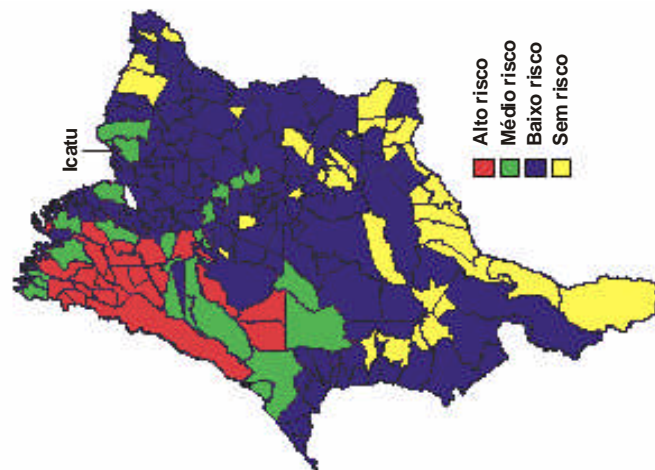 Icatu
Alto risco
Médio risco
Baixo risco
Sem risco